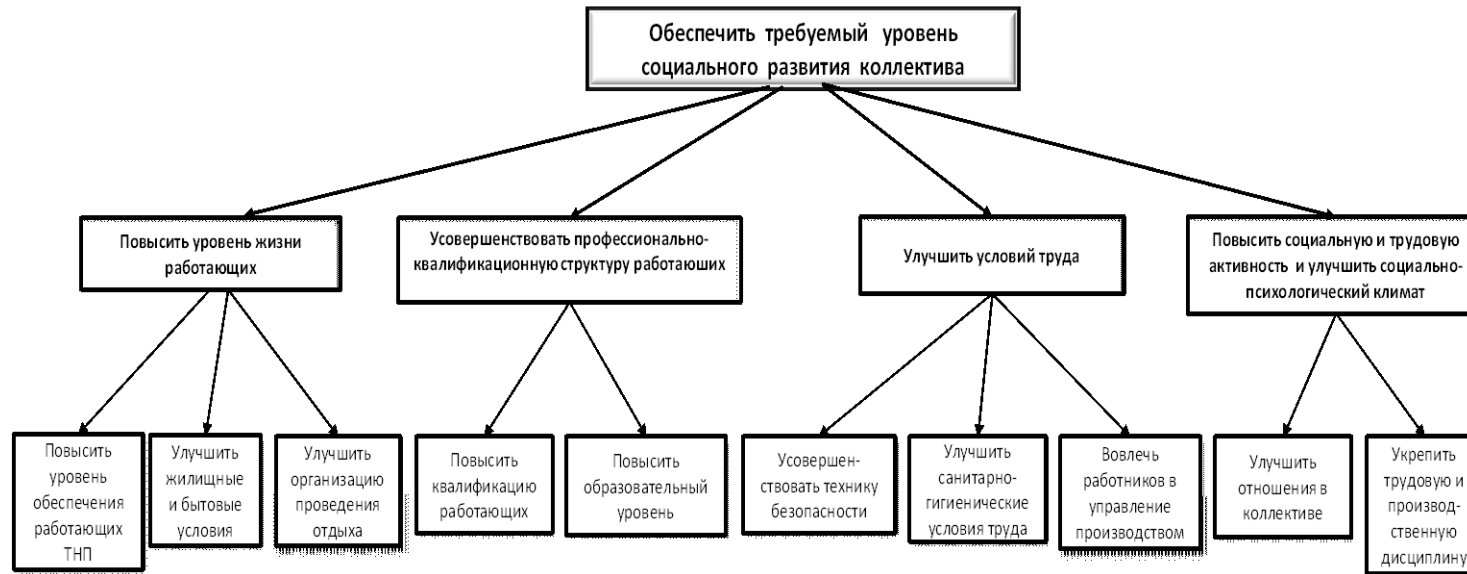 Обеспечить требуемый уровень
социального развития коллектива
Повысить уровень жизни
работающих
Усовершенствовать профессионально-
квалификационную структуру работаюших
Улучшить условий труда
Повысить социальную и трудовую
активность и улучшить социально-
психологический климат
Повысить
уровень
обеспечения
работающих
ТНП
Улучшить
жилищные
и бытовые
условия
Улучшить
организацию
проведения
отдыха
Повысить
квалификацию
работающих
Повысить
образовательный
уровень
Усовершен-
ствовать технику
безопасности
Улучшить
санитарно-
гигиенические
условия труда
Вовлечь
работников в
управление
производством
Улучшить
отношения в
коллективе
Укрепить
трудовую и
производ-
ственную
дисциплину